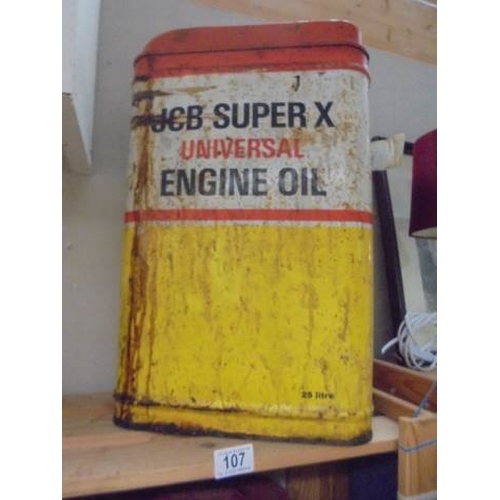 JCB SUPER X
UNIVERSAL
ENGINE OIL
25 litre
107